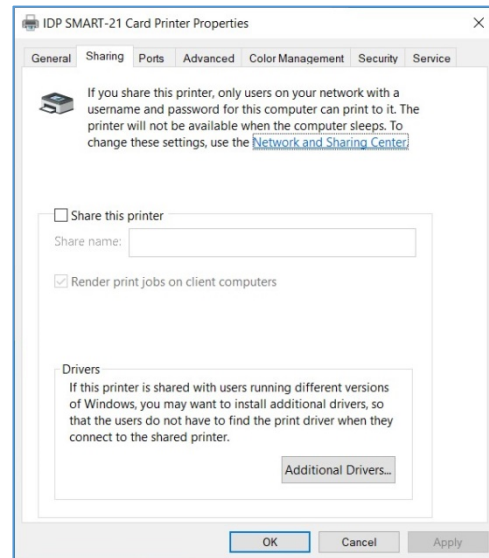 IDP SMART-21 Card Printer Properties
General Sharing Ports Advanced Color Management Security Service
If you share this printer, only users on your network with a
username and password for this computer can print to it. The
printer will not be available when the computer sleeps. To
change these settings, use the Network and Sharing Center.
Share this printer
Share name:
Render print jobs on client computers
Drivers
If this printer is shared with users running different versions
of Windows, you may want to install additional drivers, so
that the users do not have to find the print driver when they
connect to the shared printer.
Additional Drivers...
OK Cancel Apply